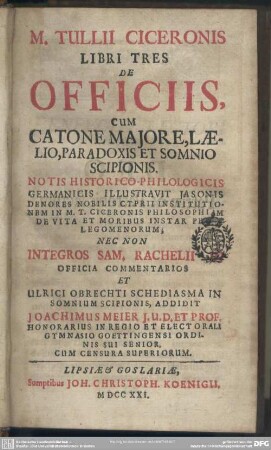 M. TULLII CICERONIS
LIBRI TRES
DE
OFFICIIS,
CUM
CATONE MAJORE, LÆ-
LIO, PARADOXIS ET SOMNIO
SCIPIONIS.
NOTIS HISTORICO-PHILOLOGICIS
GERMANICIS ILLUSTRAVIT JASONIS
DENORES NOBILIS CYPRII INSTITUTIO-
NEM IN M. T. CICERONIS PHILOSOPHIAM
DE VITA ET MORIBUS INSTAR
LEGOMENORUM;
NEC NON
INTEGROS SAM, RACHELII
OFFICIA COMMENTARIOS
ET
ULRICI OBRECHTI SCHEDIASMA IN
SOMNIUM SCIPIONIS, ADDIDIT
JOACHIMUS MEIER J. U. D, ET PROF.
HONORARIUS IN REGIO ET ELECTORALI
GYMNASIO GOETTINGENSI ORDI-
NIS SUI SENIOR.
CUM CENSURA SUPERIORUM.
LIPSIÆ & GOSLARIÆ,
Sumptibus JOH. CHRISTOPH. KOENIGII,
MDCC XXI.